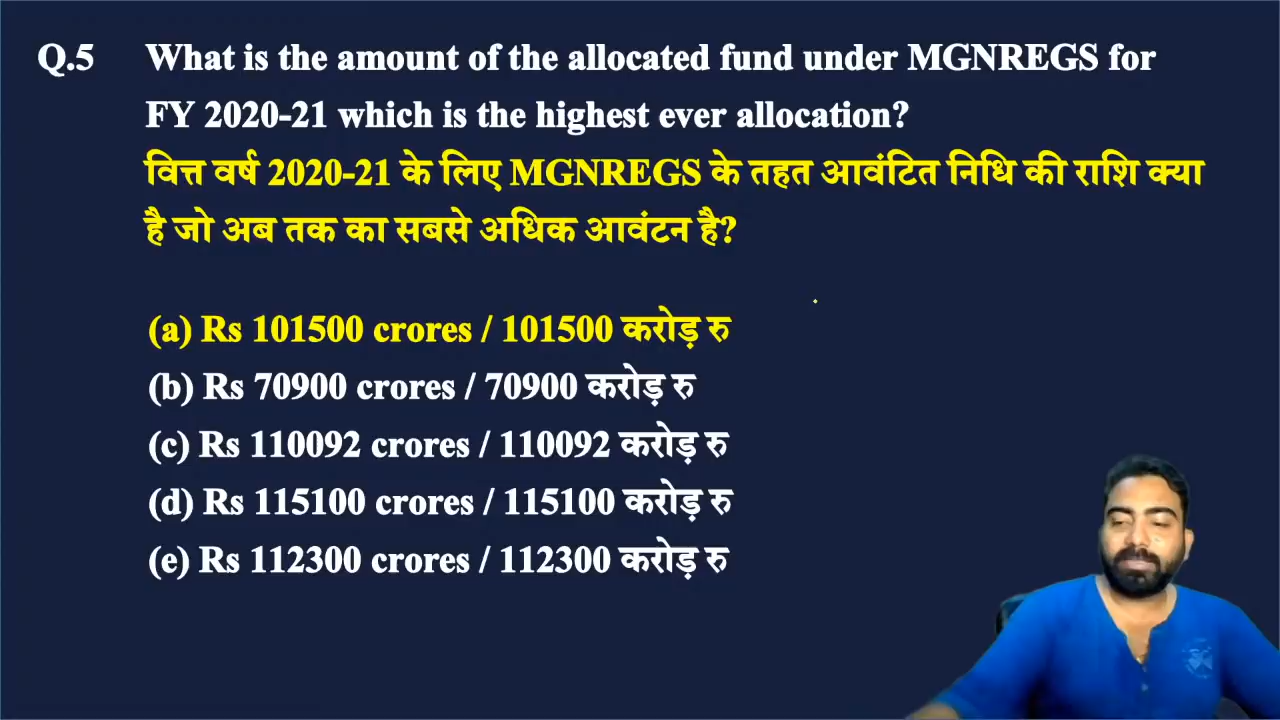 Q.5 What is the amount of the allocated fund under MGNREGS for
FY 2020-21 which is the highest ever allocation?
वित्त वर्ष 2020-21 के लिए MGNREGS के तहत आवंटित निधि की राशि क्या
है जो अब तक का सबसे अधिक आवंटन है?
(a) Rs 101500 crores / 101500 करोड़ रु
(b) Rs 70900 crores / 70900 करोड़ रु
(c) Rs 110092 crores / 110092 करोड़ रु
(d) Rs 115100 crores / 115100 करोड़ रु
(e) Rs 112300 crores / 112300 करोड़ रु